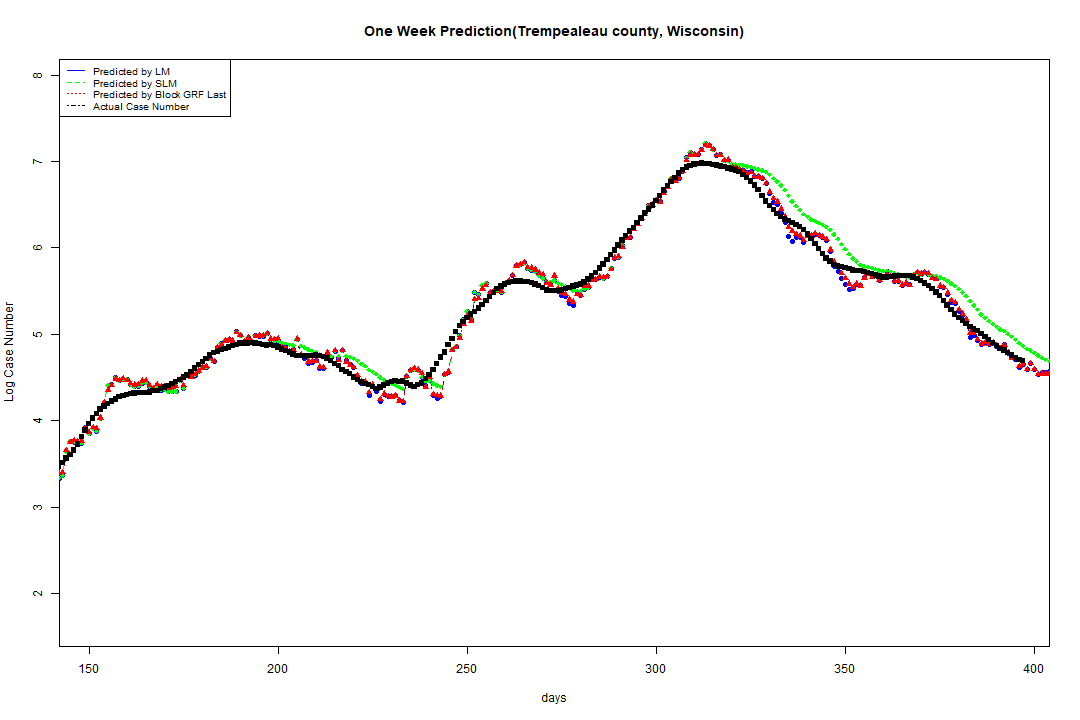 One Week Prediction(Trempealeau county, Wisconsin)
Predicted by LM
Predicted by SLM
Predicted by Block GRF Last
Actual Case Number
8
7
6
5
4
3
2
Log Case Number
150 200 250 300 350 400
days